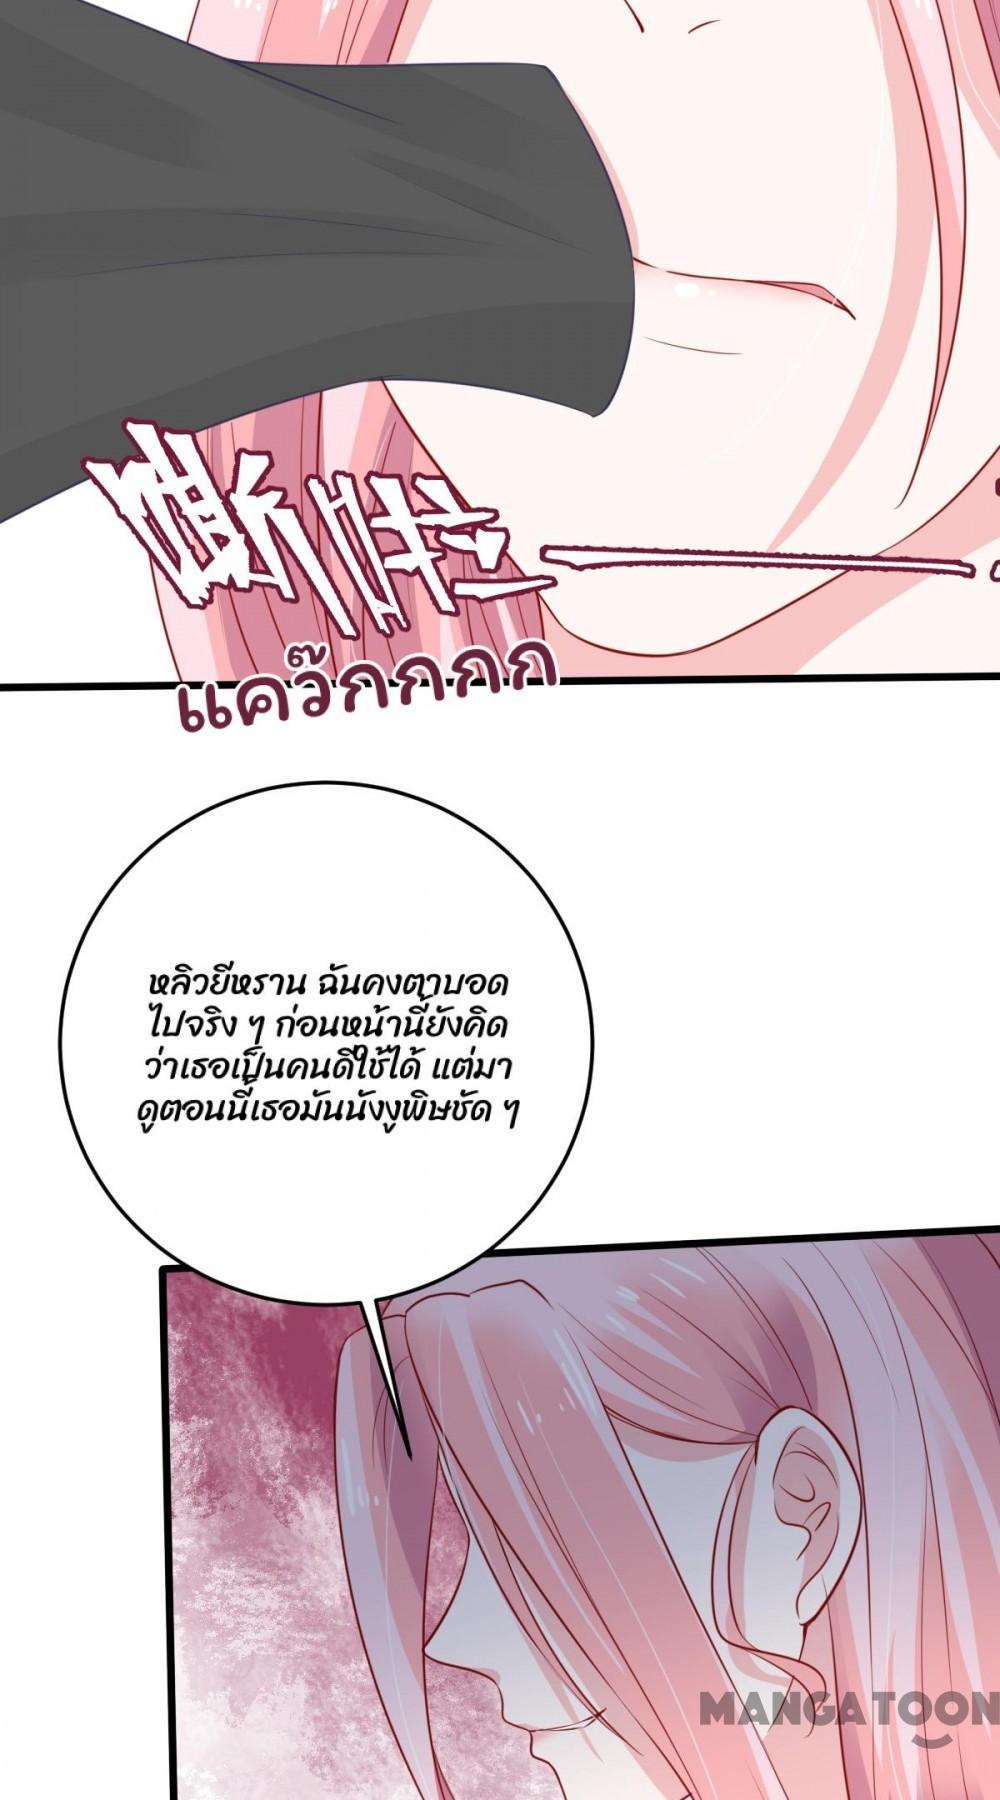 嘶啦——
แคว๊กกกกก
หลิวยีหราน ฉันคงตาบอด
ไปจริง ๆ ก่อนหน้านี้ยังคิด
ว่าเธอเป็นคนดีใช้ได้ แต่มา
ดูตอนนี้เธอมันนังงูพิษชัด ๆ
MANGATOON